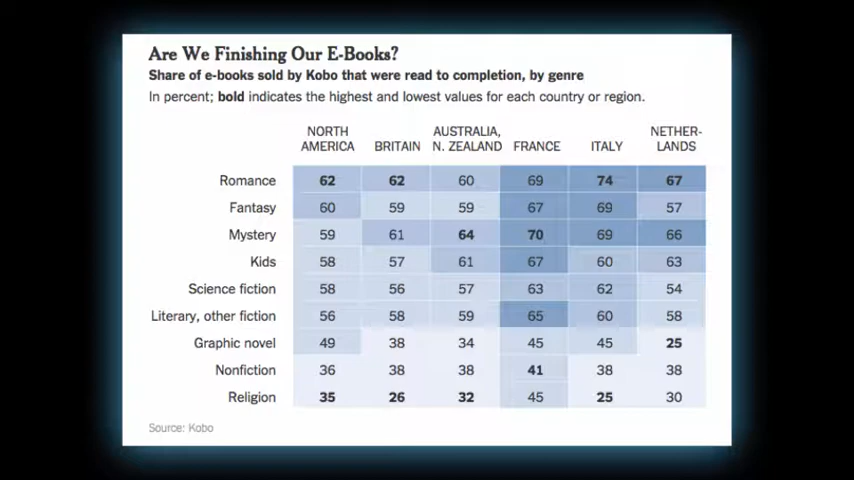 Are We Finishing Our E-Books?
Share of e-books sold by Kobo that were read to completion, by genre
In percent; bold indicates the highest and lowest values for each country or region.
NORTH AMERICA BRITAIN AUSTRALIA, N. ZEALAND FRANCE ITALY NETHER-LANDS
Romance 62 62 60 69 74 67
Fantasy 60 59 59 67 69 57
Mystery 59 61 64 70 69 66
Kids 58 57 61 67 60 63
Science fiction 58 56 57 63 62 54
Literary, other fiction 56 58 59 65 60 58
Graphic novel 49 38 34 45 45 25
Nonfiction 36 38 38 41 38 38
Religion 35 26 32 45 25 30
Source: Kobo